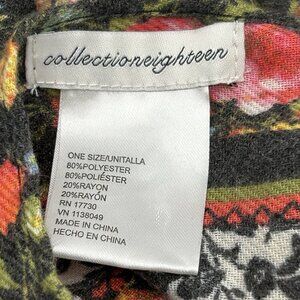 collectioneighteen
ONE SIZE/UNITALLA
80%POLYESTER
80%POLIÉSTER
20%RAYON
20%RAYÓN
RN 17730
VN 1138049
MADE IN CHINA
HECHO EN CHINA